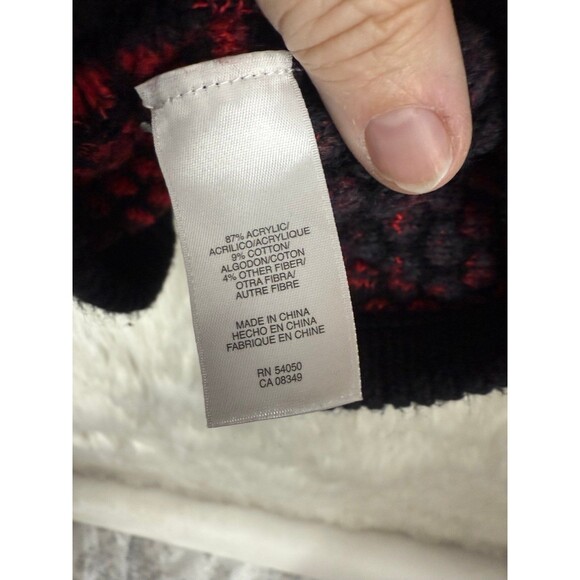 87% ACRYLIC/
ACRILICO/ACRYLIQUE
9% COTTON/
ALGODON/COTON
4% OTHER FIBER/
OTRA FIBRA/
AUTRE FIBRE
MADE IN CHINA
HECHO EN CHINA
FABRIQUE EN CHINE
RN 54050
CA 08349